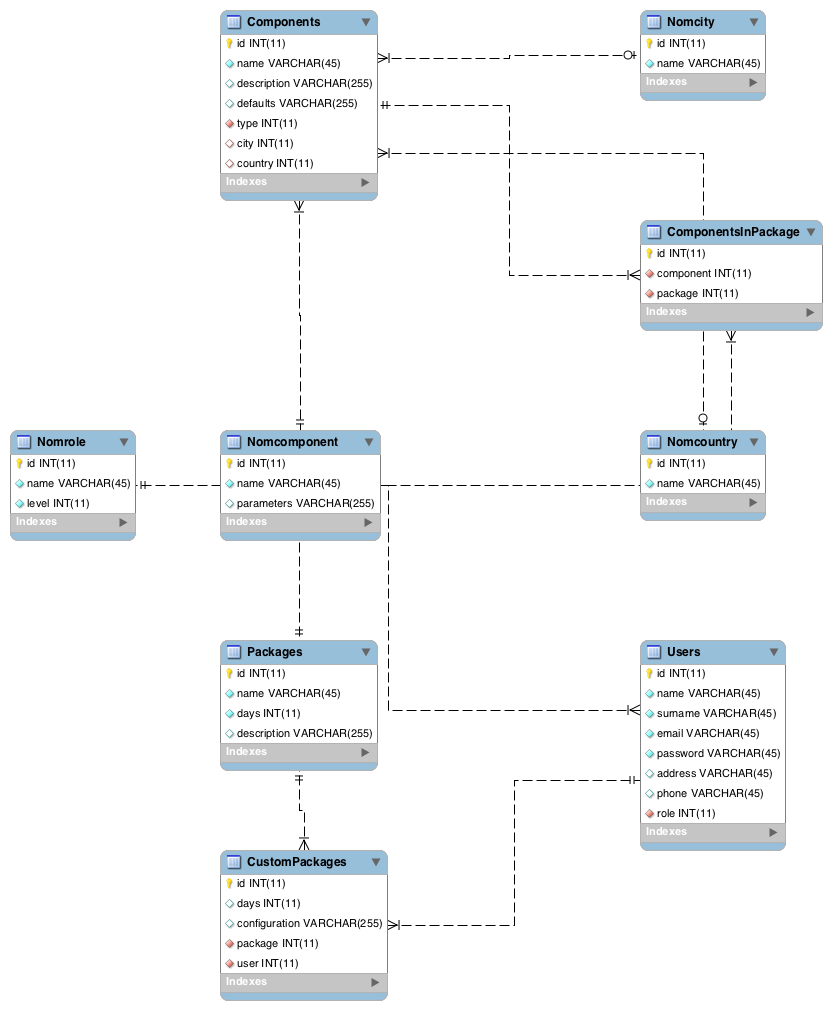 Components
id INT(11)
name VARCHAR(45)
description VARCHAR(255)
defaults VARCHAR(255)
type INT(11)
city INT(11)
country INT(11)
Indexes
Nomcity
id INT(11)
name VARCHAR(45)
Indexes
ComponentsInPackage
id INT(11)
component INT(11)
package INT(11)
Indexes
Nomrole
id INT(11)
name VARCHAR(45)
level INT(11)
Indexes
Nomcomponent
id INT(11)
name VARCHAR(45)
parameters VARCHAR(255)
Indexes
Nomcountry
id INT(11)
name VARCHAR(45)
Indexes
Packages
id INT(11)
name VARCHAR(45)
days INT(11)
description VARCHAR(255)
Indexes
Users
id INT(11)
name VARCHAR(45)
surname VARCHAR(45)
email VARCHAR(45)
password VARCHAR(45)
address VARCHAR(45)
phone VARCHAR(45)
role INT(11)
Indexes
CustomPackages
id INT(11)
days INT(11)
configuration VARCHAR(255)
package INT(11)
user INT(11)
Indexes